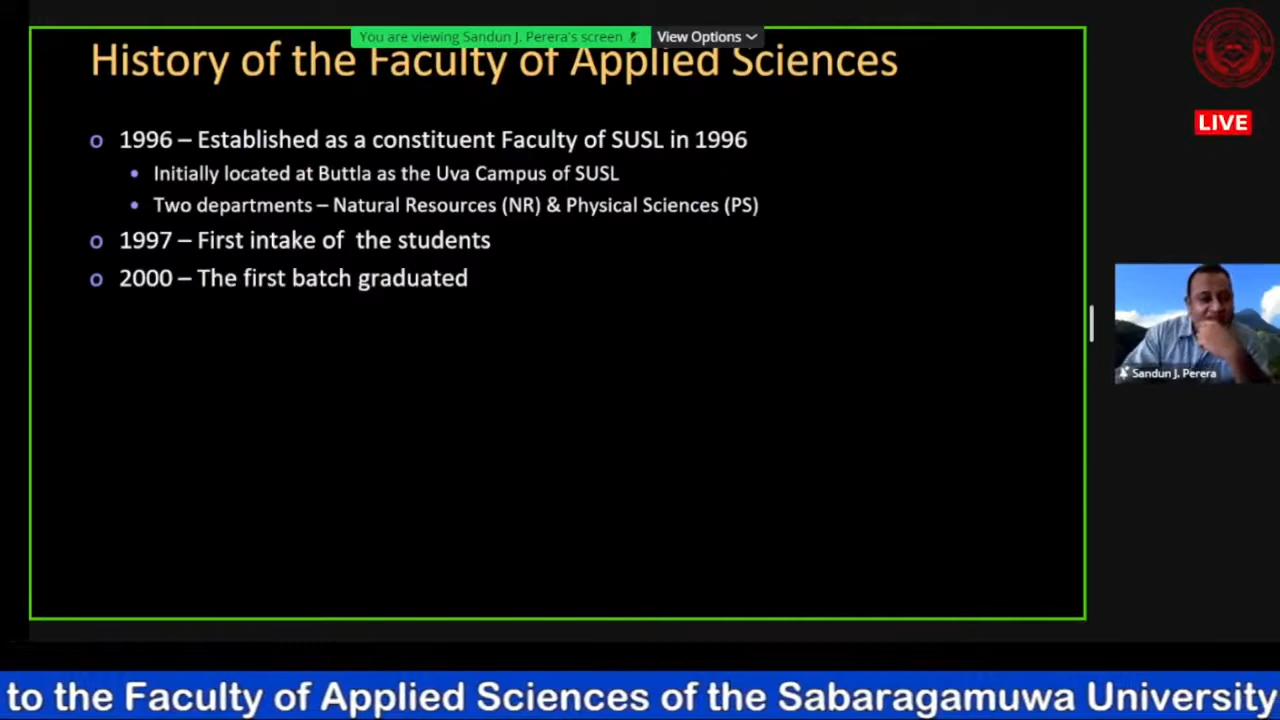 You are viewing Sandun J. Perera's screen
View Options
History of the Faculty of Applied Sciences
o 1996 – Established as a constituent Faculty of SUSL in 1996
• Initially located at Buttla as the Uva Campus of SUSL
• Two departments – Natural Resources (NR) & Physical Sciences (PS)
o 1997 – First intake of the students
o 2000 – The first batch graduated
LIVE
Sandun J. Perera
to the Faculty of Applied Sciences of the Sabaragamuwa University